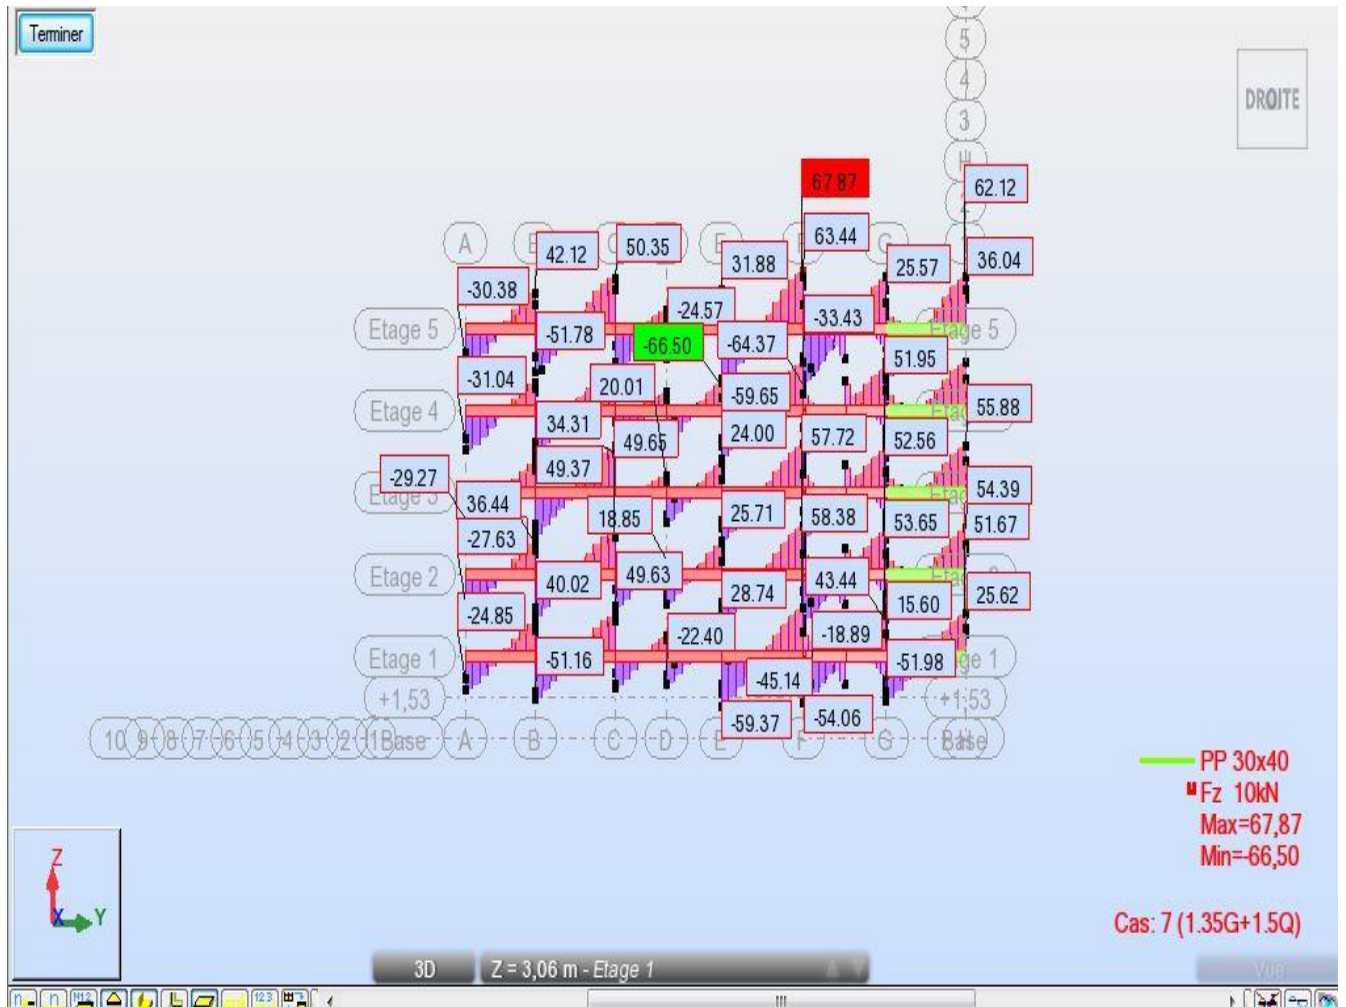 Terminer
5
4
3
DROITE
67.87
62.12
63.44
A
E
G
42.12
50.35
31.88
25.57
36.04
-30.38
-24.57
-33.43
Etage 5
-51.78
-66.50
-64.37
51.95
-31.04
20.01
-59.65
Etage 4
34.31
49.65
24.00
57.72
52.56
55.88
-29.27
49.37
Etage 3
36.44
18.85
25.71
58.38
53.65
54.39
51.67
-27.63
Etage 2
40.02
49.63
28.74
43.44
15.60
25.62
-24.85
-22.40
-18.89
Etage 1
-51.16
-45.14
-51.98
+1,53
-59.37
-54.06
+1,53
10 9 8 7 6 5 4 3 2 1 Base A B C D E F G Base
PP 30x40
Fz 10kN
Max=67,87
Min=-66,50
Z
X Y
Cas: 7 (1.35G+1.5Q)
3D
Z = 3,06 m - Etage 1
Vue